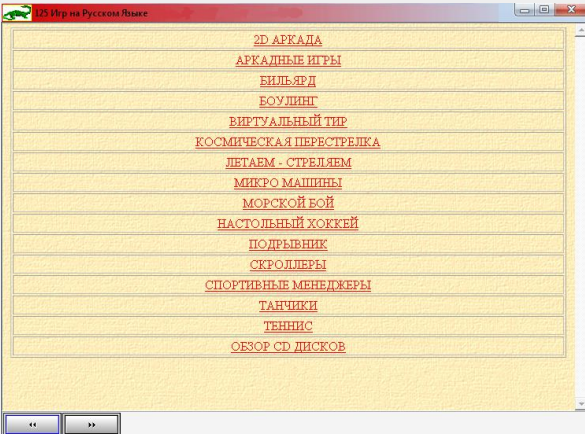 125 Игр на Русском Языке
2D АРКАДА
АРКАДНЫЕ ИГРЫ
БИЛЬЯРД
БОУЛИНГ
ВИРТУАЛЬНЫЙ ТИР
КОСМИЧЕСКАЯ ПЕРЕСТРЕЛКА
ЛЕТАЕМ - СТРЕЛЯЕМ
МИКРО МАШИНЫ
МОРСКОЙ БОЙ
НАСТОЛЬНЫЙ ХОККЕЙ
ПОДРЫВНИК
СКРОЛЛЕРЫ
СПОРТИВНЫЕ МЕНЕДЖЕРЫ
ТАНЧИКИ
ТЕННИС
ОБЗОР CD ДИСКОВ